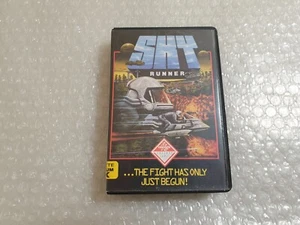 SKY
RUNNER
...THE FIGHT HAS ONLY
JUST BEGUN!